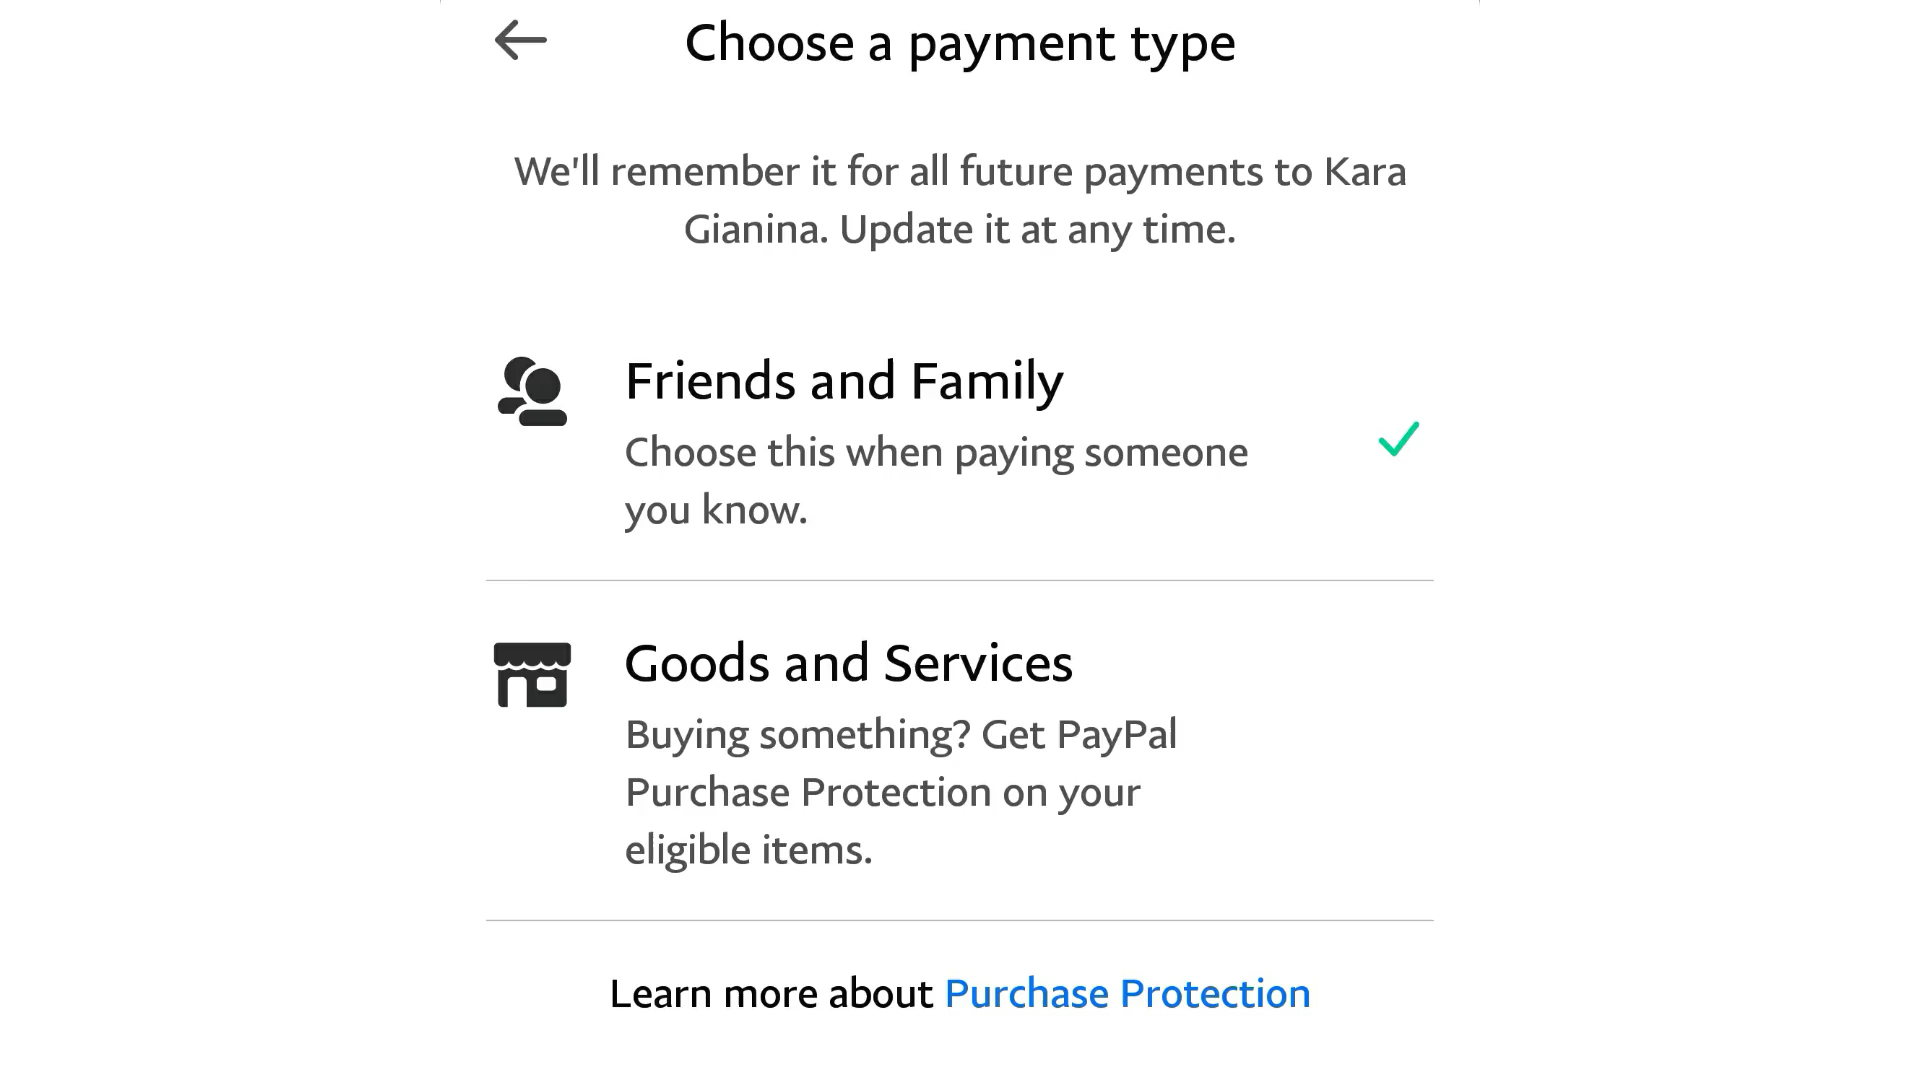 Choose a payment type
We'll remember it for all future payments to Kara
Gianina. Update it at any time.
Friends and Family
Choose this when paying someone
you know.
Goods and Services
Buying something? Get PayPal
Purchase Protection on your
eligible items.
Learn more about Purchase Protection